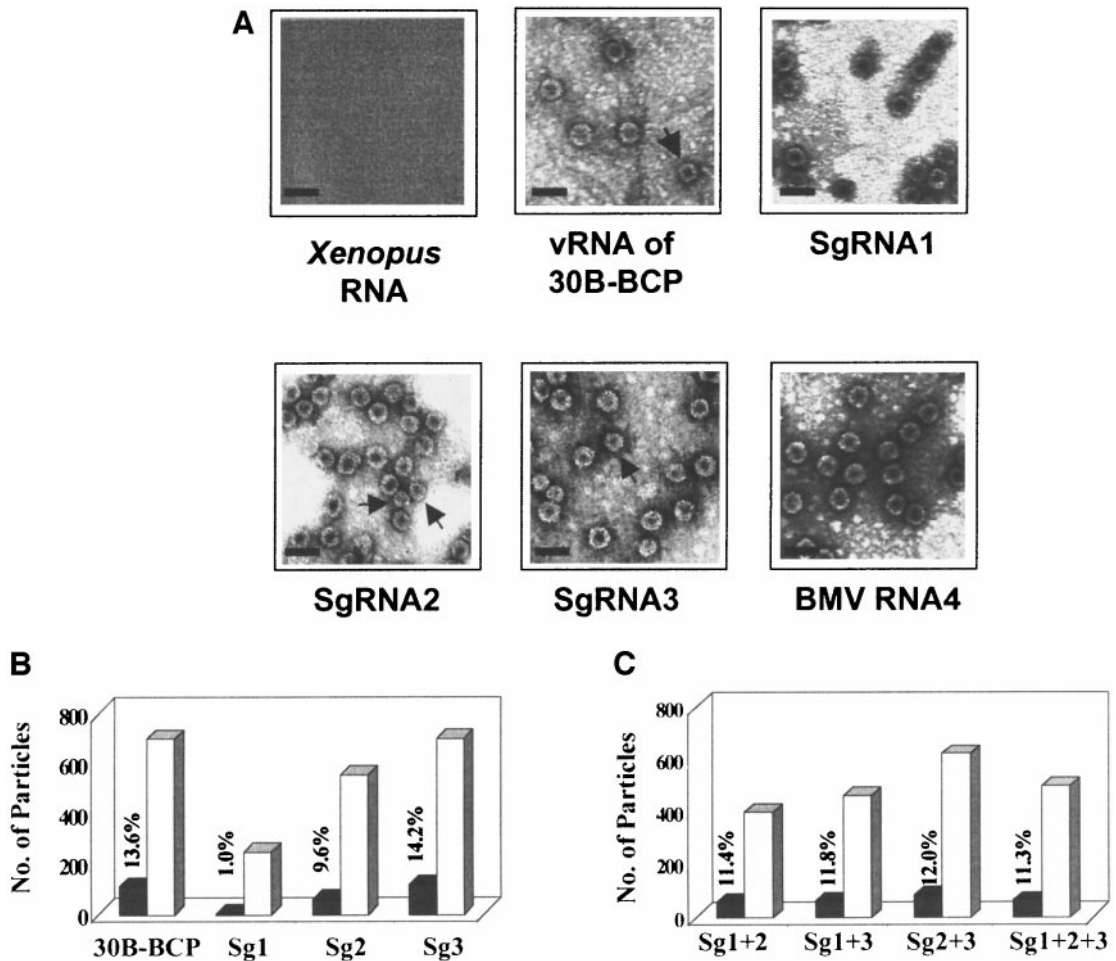 A
Xenopus
RNA
vRNA of
30B-BCP
SgRNA1
SgRNA2
SgRNA3
BMV RNA4
B
No. of Particles
800
600
400
200
0
13.6%
1.0%
9.6%
14.2%
30B-BCP
Sg1
Sg2
Sg3
C
No. of Particles
800
600
400
200
0
11.4%
11.8%
12.0%
11.3%
Sg1+2
Sg1+3
Sg2+3
Sg1+2+3